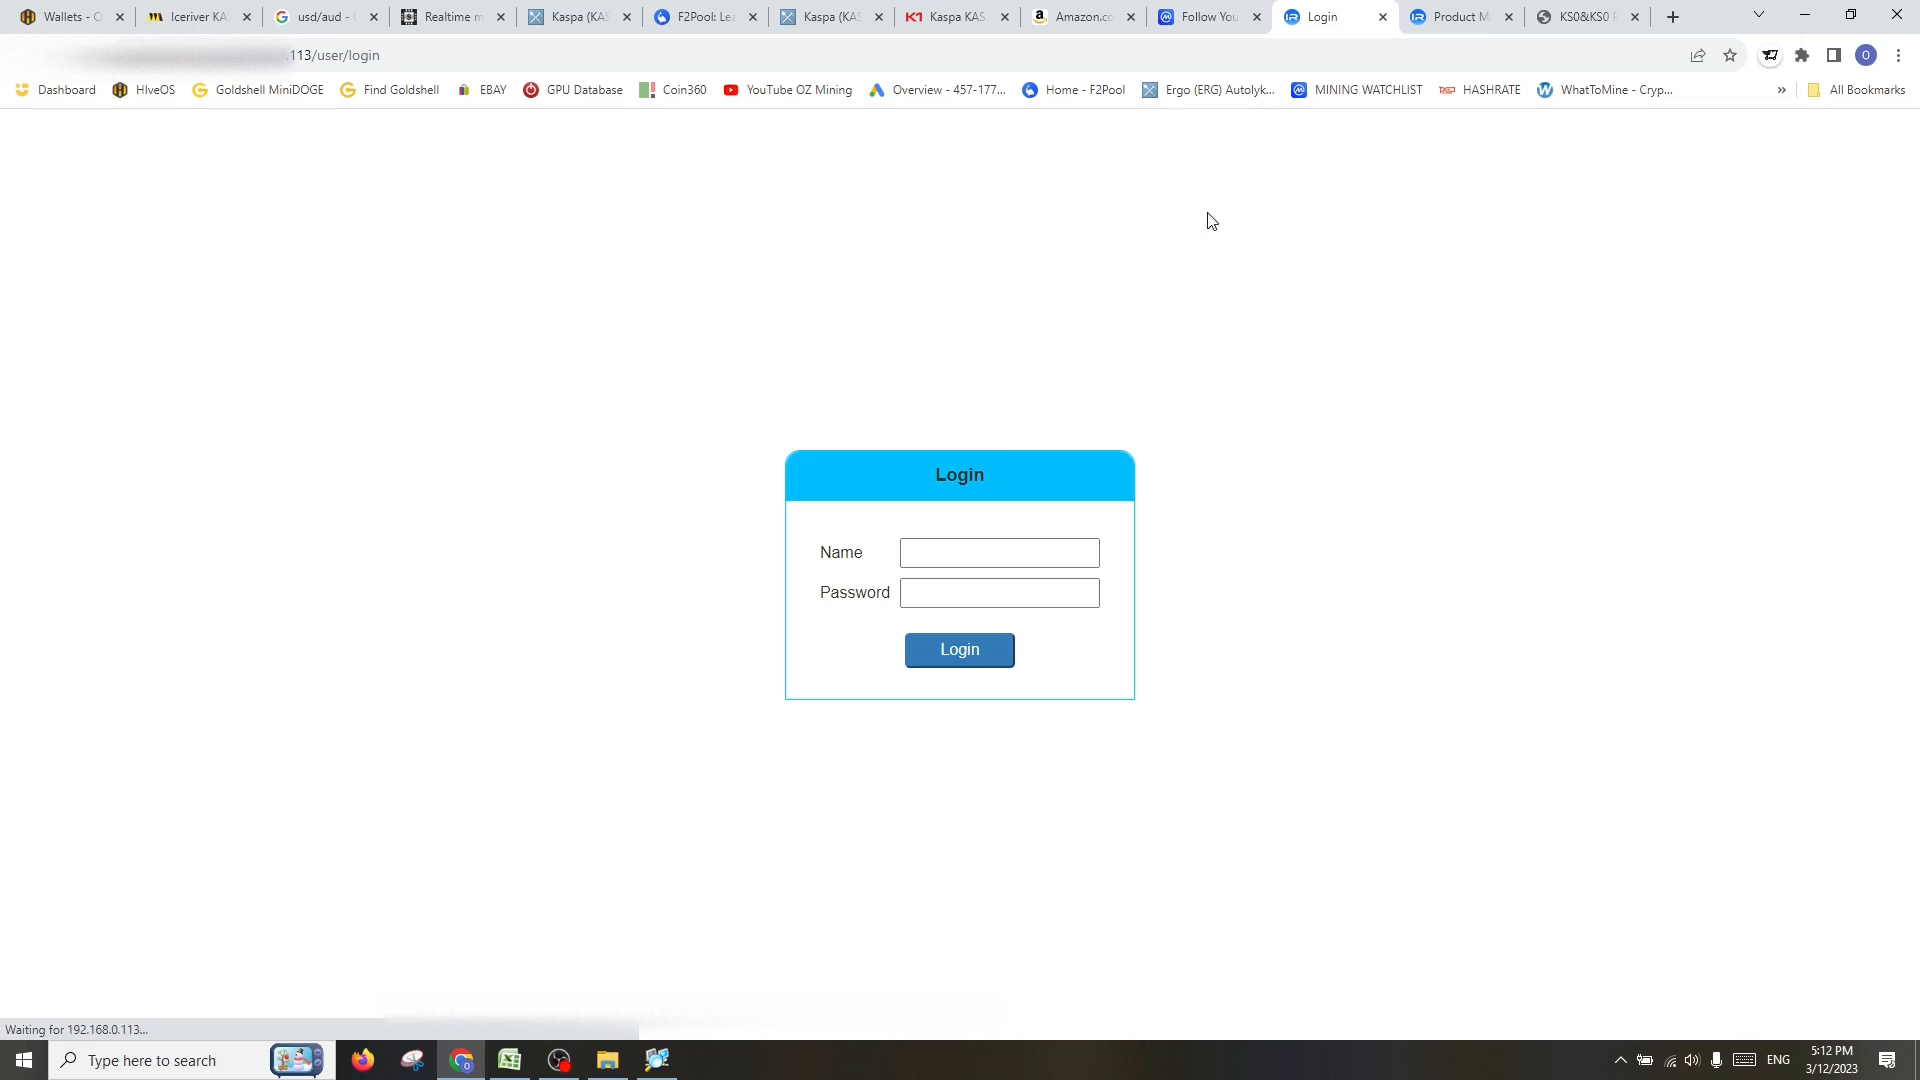 Wallets - O
Iceriver KA
usd/aud -
Realtime m
Kaspa (KAS
F2Pool: Lea
Kaspa (KAS
K1 Kaspa KAS
a Amazon.co
Follow You
Login
Product M
KS0&KS0 P
.113/user/login
O
Dashboard
HIveOS
Goldshell MiniDOGE
Find Goldshell
EBAY
GPU Database
Coin360
YouTube OZ Mining
Overview - 457-177...
Home - F2Pool
Ergo (ERG) Autolyk...
MINING WATCHLIST
HASHRATE
WhatToMine - Cryp...
»
All Bookmarks
Login
Name
Password
Login
Waiting for 192.168.0.113...
Type here to search
ENG
5:12 PM
3/12/2023